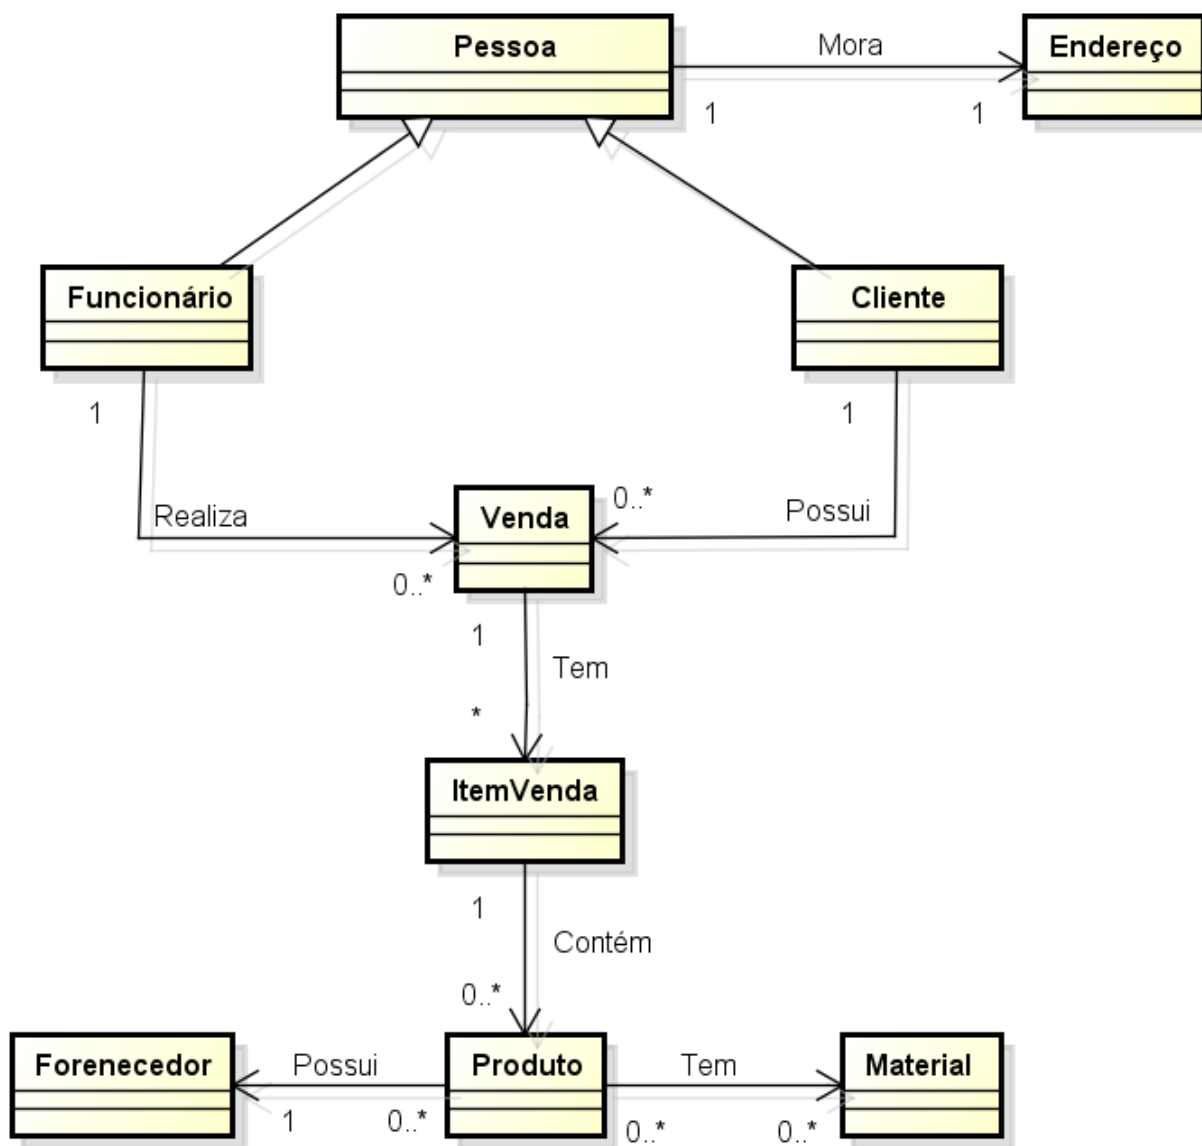 Pessoa
Mora
Endereço
1
1
Funcionário
Cliente
1
1
Realiza
Venda
0..*
Possui
0..*
1
Tem
*
ItemVenda
1
Contém
0..*
Forenecedor
Possui
Produto
Tem
Material
1
0..*
0..*
0..*